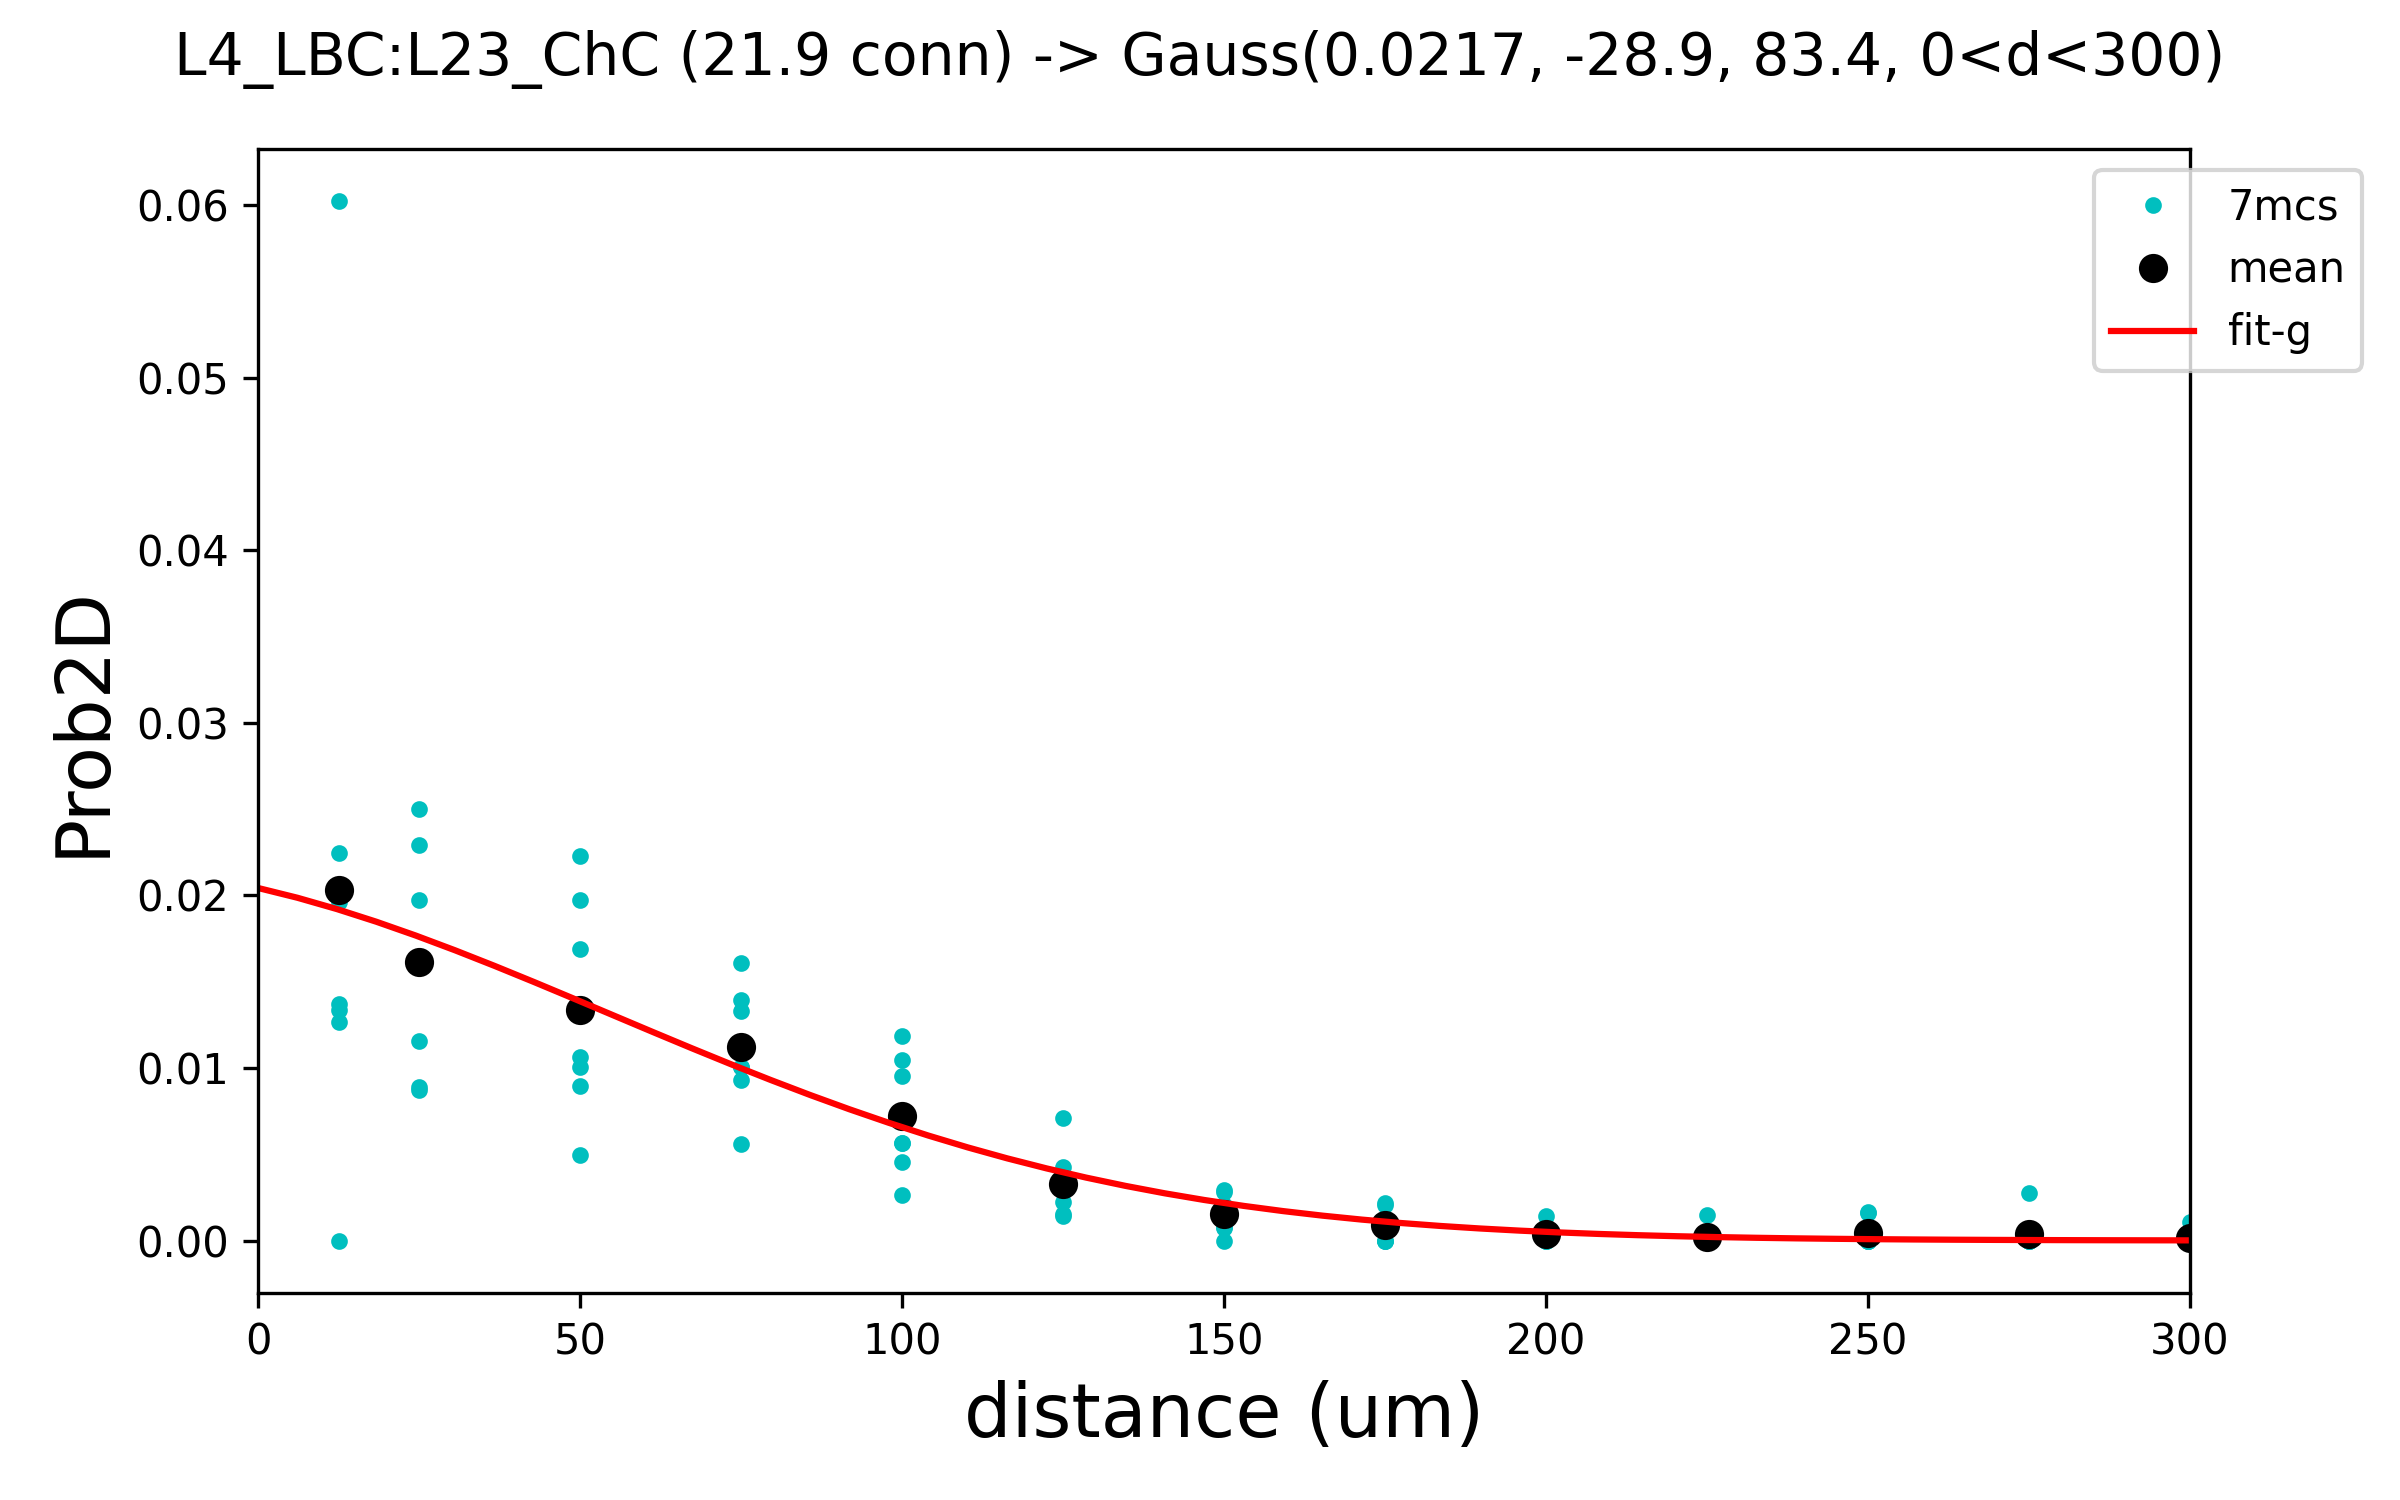 L4_LBC:L23_ChC (21.9 conn) -> Gauss(0.0217, -28.9, 83.4, 0<d<300)
7mcs
mean
fit-g
Prob2D
0.06
0.05
0.04
0.03
0.02
0.01
0.00
0 50 100 150 200 250 300
distance (um)